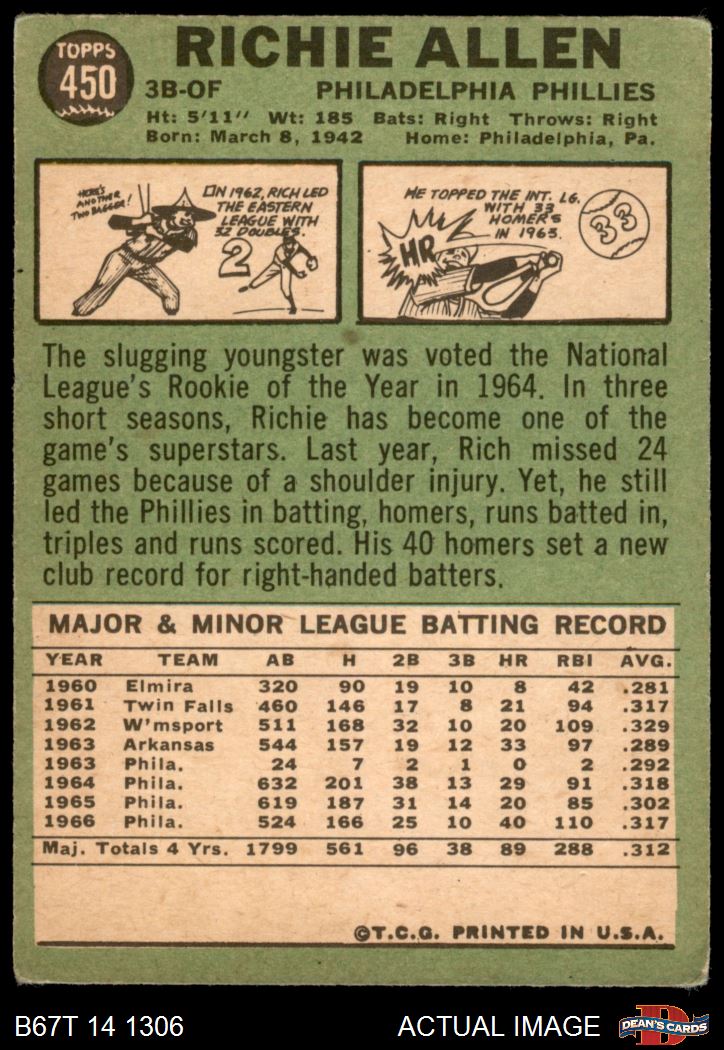 TOPPS
450
RICHIE ALLEN
3B-OF PHILADELPHIA PHILLIES
Ht: 5'11" Wt: 185 Bats: Right Throws: Right
Born: March 8, 1942 Home: Philadelphia, Pa.
HERE'S
ANOTHER
TWO BAGGER!
ON 1962, RICH LED
THE EASTERN
LEAGUE WITH
32 DOUBLES.
2
HE TOPPED THE INT. LG.
WITH 33
HOMERS
IN 1963.
HR
33
The slugging youngster was voted the National
League's Rookie of the Year in 1964. In three
short seasons, Richie has become one of the
game's superstars. Last year, Rich missed 24
games because of a shoulder injury. Yet, he still
led the Phillies in batting, homers, runs batted in,
triples and runs scored. His 40 homers set a new
club record for right-handed batters.
MAJOR & MINOR LEAGUE BATTING RECORD
YEAR TEAM AB H 2B 3B HR RBI AVG.
1960 Elmira 320 90 19 10 8 42 .281
1961 Twin Falls 460 146 17 8 21 94 .317
1962 W'msport 511 168 32 10 20 109 .329
1963 Arkansas 544 157 19 12 33 97 .289
1963 Phila. 24 7 2 1 0 2 .292
1964 Phila. 632 201 38 13 29 91 .318
1965 Phila. 619 187 31 14 20 85 .302
1966 Phila. 524 166 25 10 40 110 .317
Maj. Totals 4 Yrs. 1799 561 96 38 89 288 .312
©T.C.G. PRINTED IN U.S.A.
B67T 14 1306 ACTUAL IMAGE
D
DEAN'S CARDS